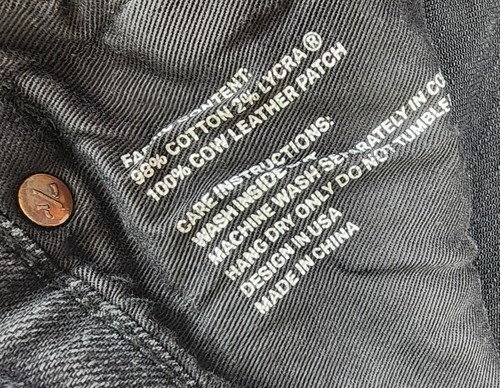 CONTENT:
98% COTTON 2% LYCRA®
100% COW LEATHER PATCH
CARE INSTRUCTIONS:
WASH INSIDE
MACHINE WASH SEPARATELY IN
HANG DRY ONLY DO NOT TUMBLE
DESIGN IN USA
MADE IN CHINA